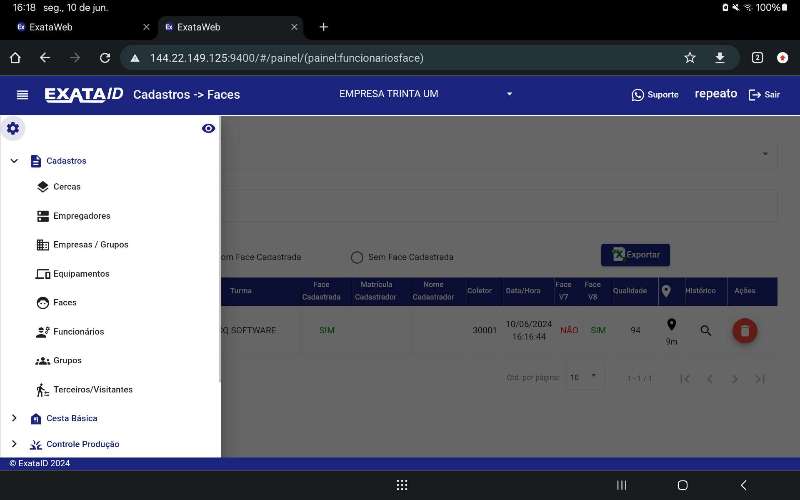 16:18 seg., 10 de jun.
100%
Ex ExataWeb
Ex ExataWeb
144.22.149.125:9400/#/painel/(painel:funcionariosface)
2
EXATAID Cadastros -> Faces
EMPRESA TRINTA UM
Suporte
repeato
Sair
Cadastros
Cercas
Empregadores
Empresas / Grupos
Equipamentos
Faces
Funcionários
Grupos
Terceiros/Visitantes
Cesta Básica
Controle Produção
om Face Cadastrada
Sem Face Cadastrada
Exportar
Turma
Face Cadastrada
Matrícula Cadastrador
Nome Cadastrador
Coletor
Data/Hora
Face V7
Face V8
Qualidade
Histórico
Ações
SOFTWARE
SIM
30001
10/06/2024
16:16:44
NÃO
SIM
94
9m
Qtd. por página:
10
1 – 1 / 1
© ExataID 2024